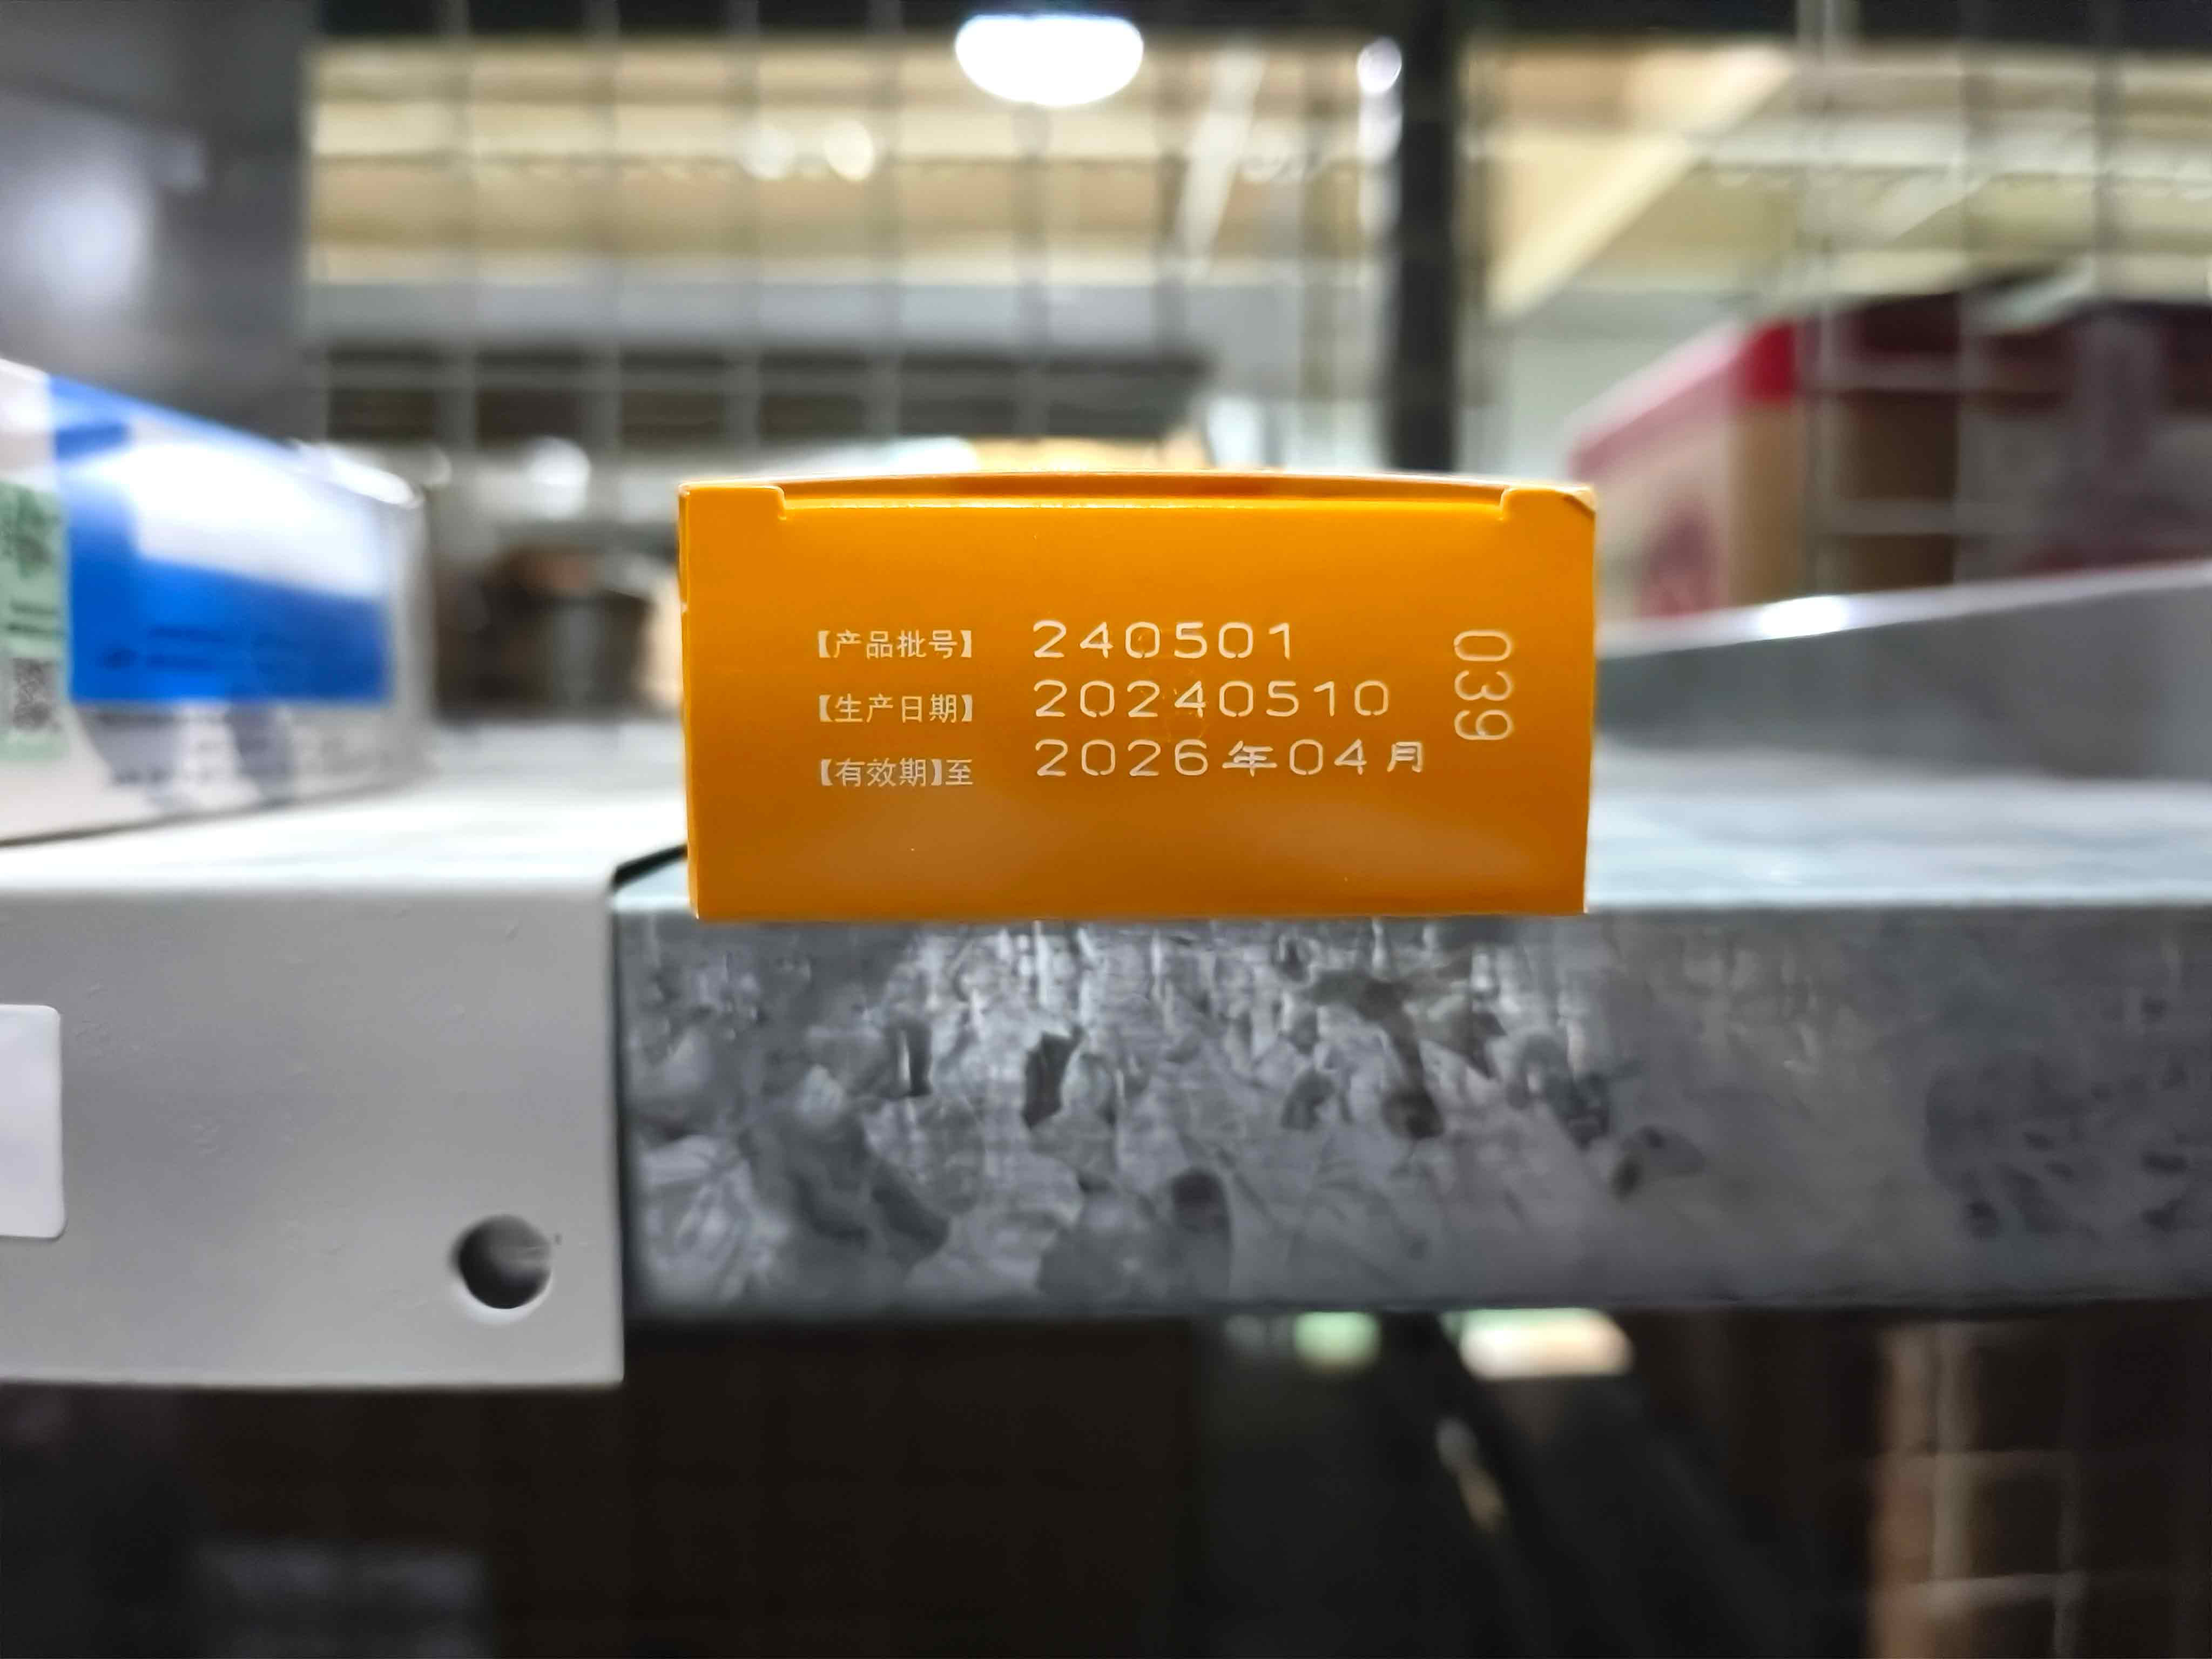 【产品批号】 240501
【生产日期】 20240510
【有效期】至 2026年04月
039